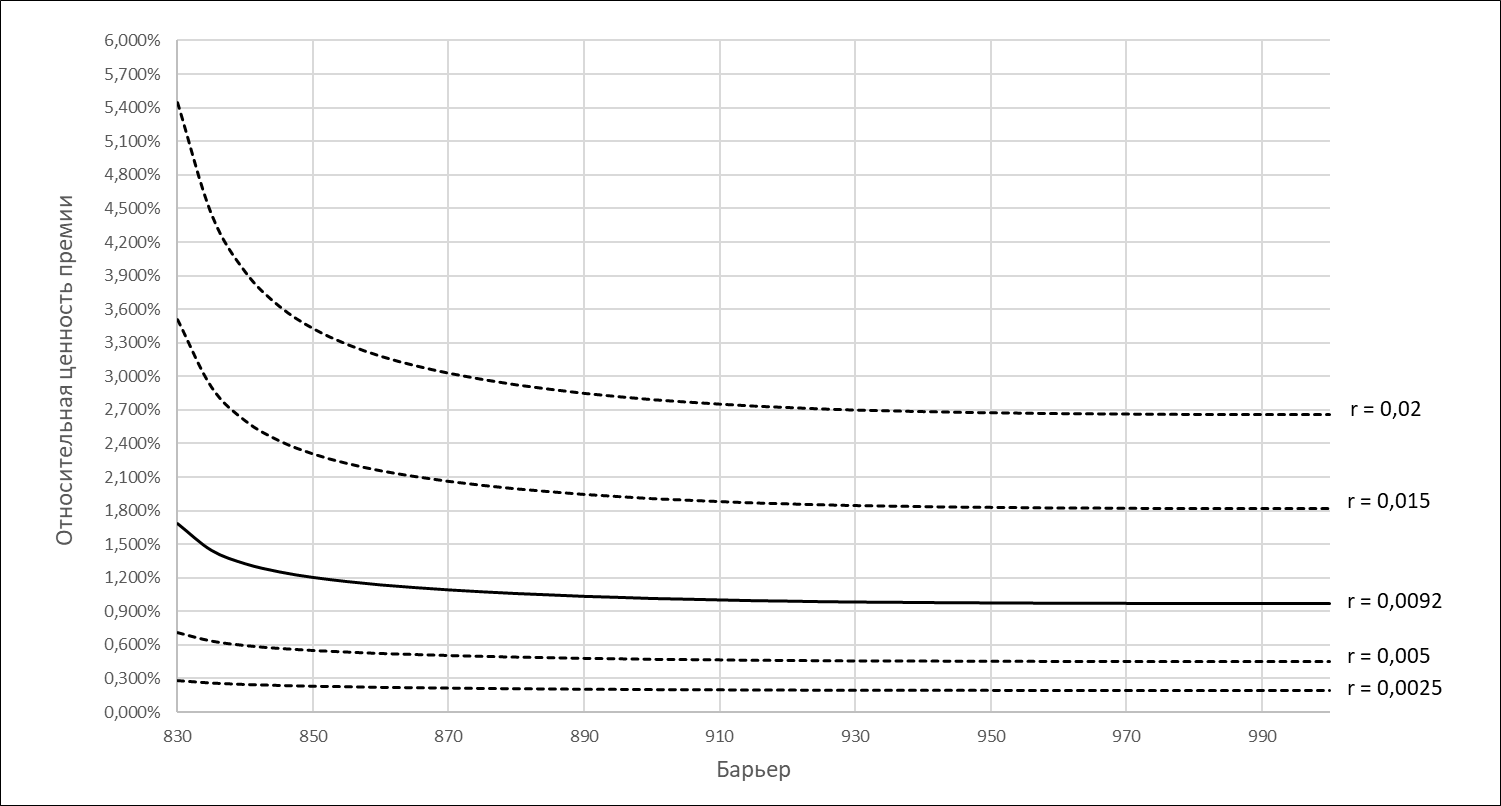 6,000%
5,700%
5,400%
5,100%
4,800%
4,500%
4,200%
3,900%
3,600%
3,300%
3,000%
2,700%
2,400%
2,100%
1,800%
1,500%
1,200%
0,900%
0,600%
0,300%
0,000%
Относительная ценность премии
r = 0,02
r = 0,015
r = 0,0092
r = 0,005
r = 0,0025
830 850 870 890 910 930 950 970 990
Барьер